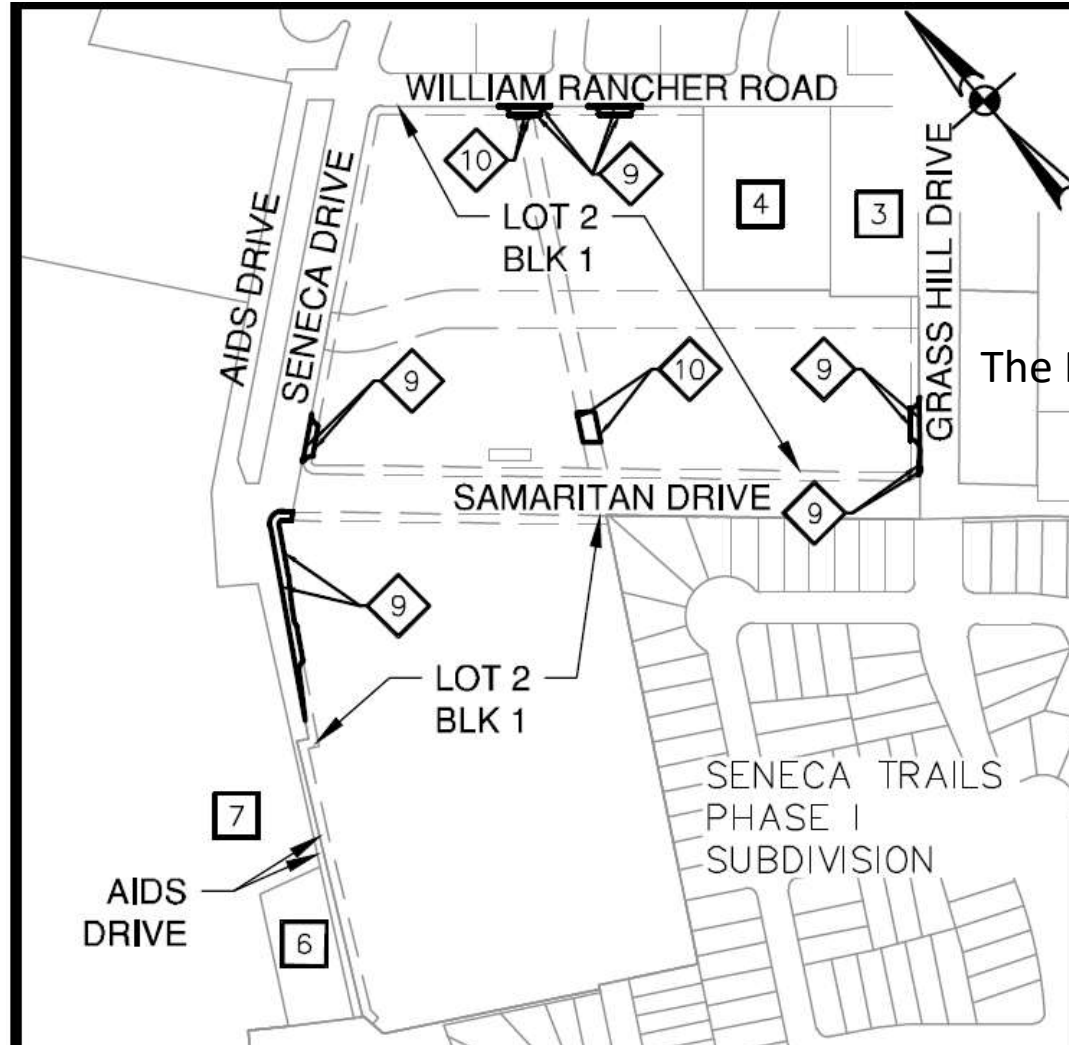 WILLIAM RANCHER ROAD
10
9
4
3
LOT 2
BLK 1
AIDS DRIVE
SENECA DRIVE
GRASS HILL DRIVE
9
10
9
The
SAMARITAN DRIVE
9
9
LOT 2
BLK 1
SENECA TRAILS
PHASE I
SUBDIVISION
7
AIDS
DRIVE
6